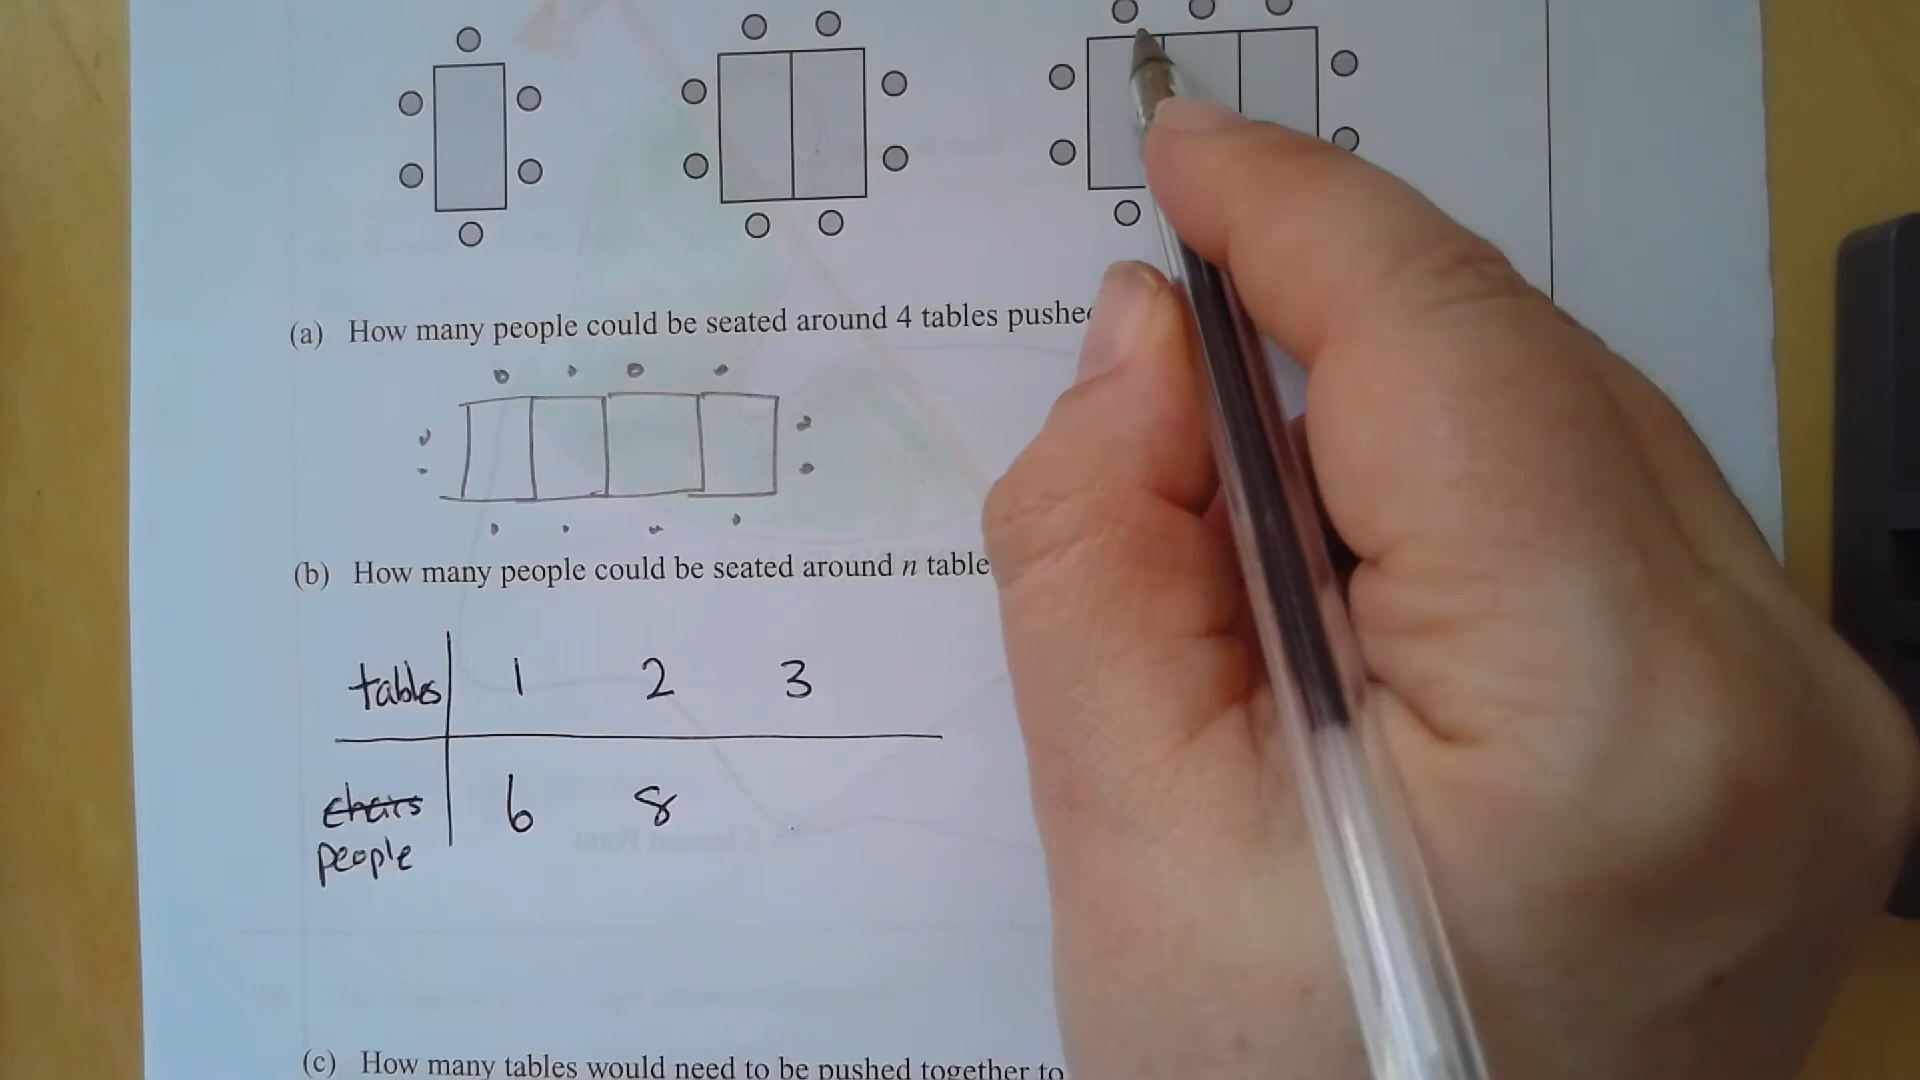 (a) How many people could be seated around 4 tables pushed
(b) How many people could be seated around n table
tables 1 2 3
chairs 6 8
people
(c) How many tables would need to be pushed together to